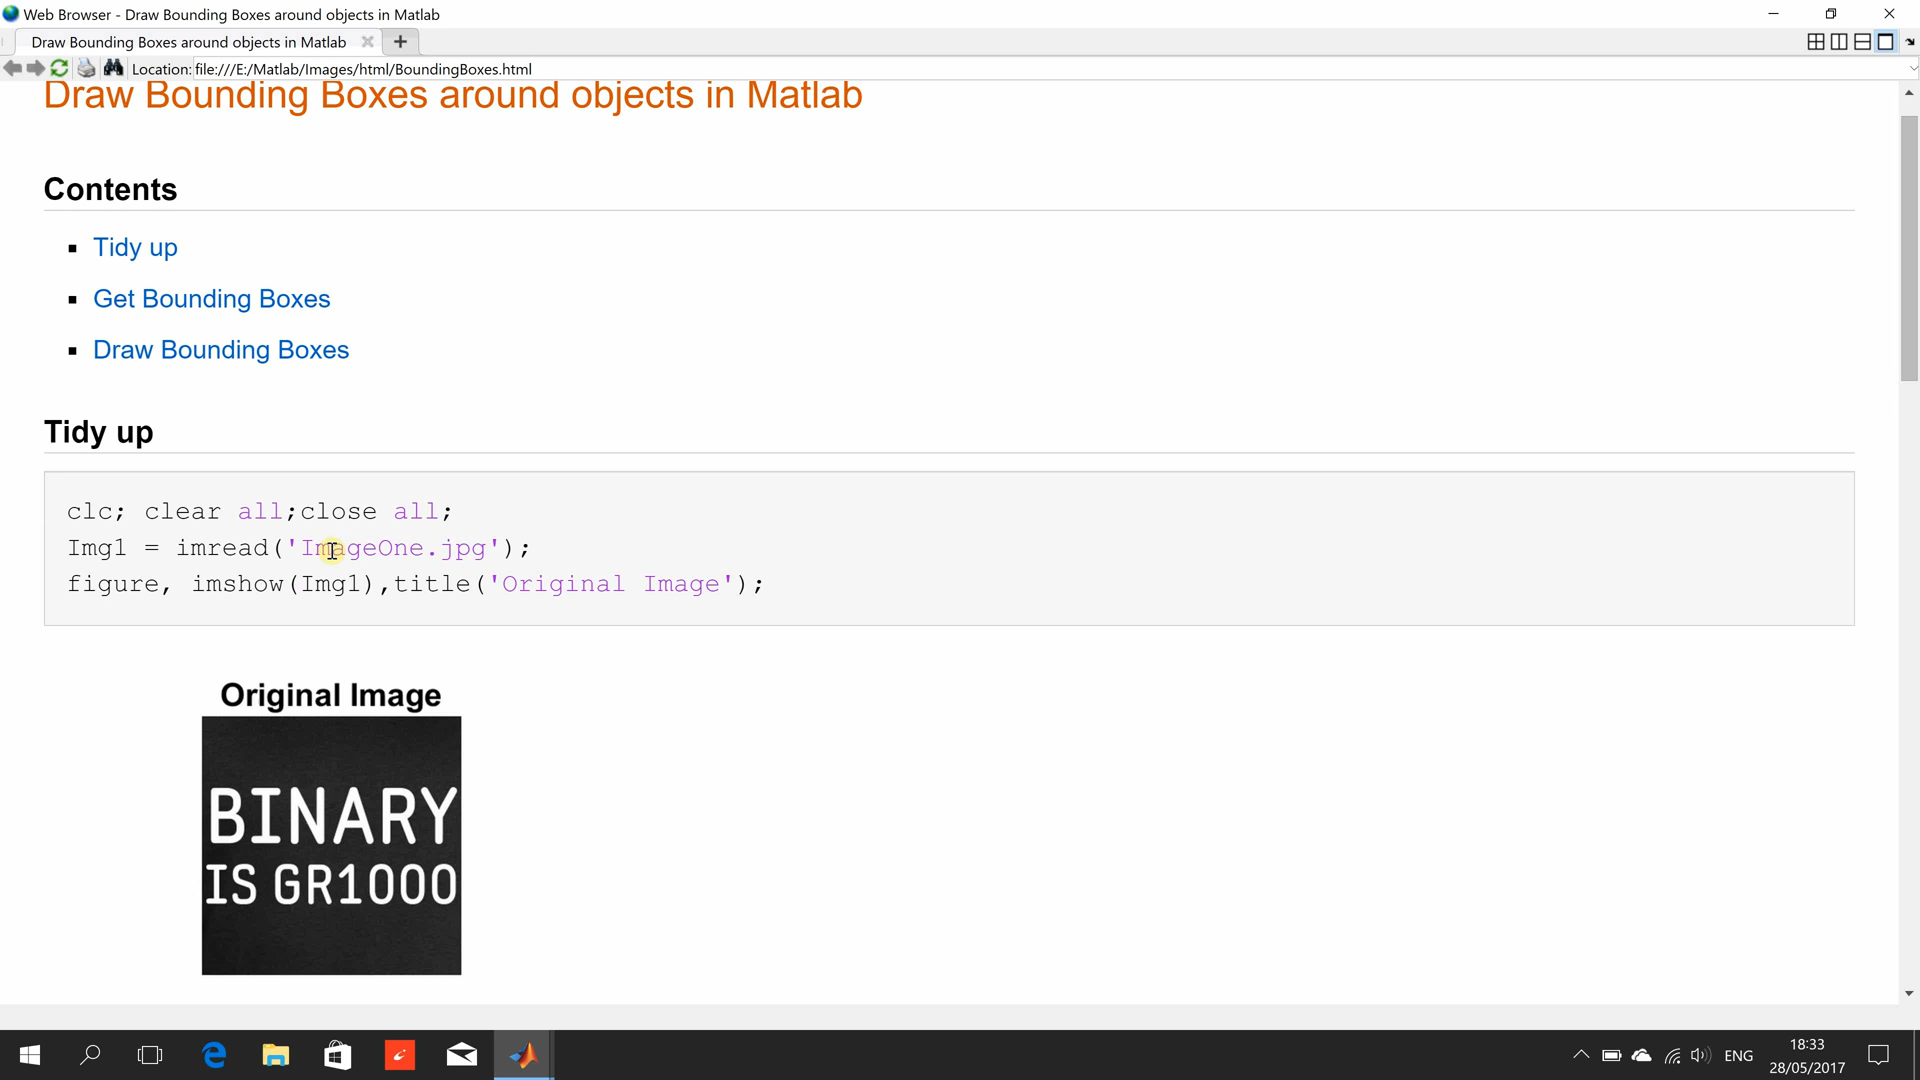 Web Browser - Draw Bounding Boxes around objects in Matlab
Draw Bounding Boxes around objects in Matlab
Location: file:///E:/Matlab/Images/html/BoundingBoxes.html
Draw Bounding Boxes around objects in Matlab
Contents
Tidy up
Get Bounding Boxes
Draw Bounding Boxes
Tidy up
clc; clear all;close all;
Img1 = imread('ImageOne.jpg');
figure, imshow(Img1),title('Original Image');
Original Image
BINARY
IS GR1000
ENG
18:33
28/05/2017